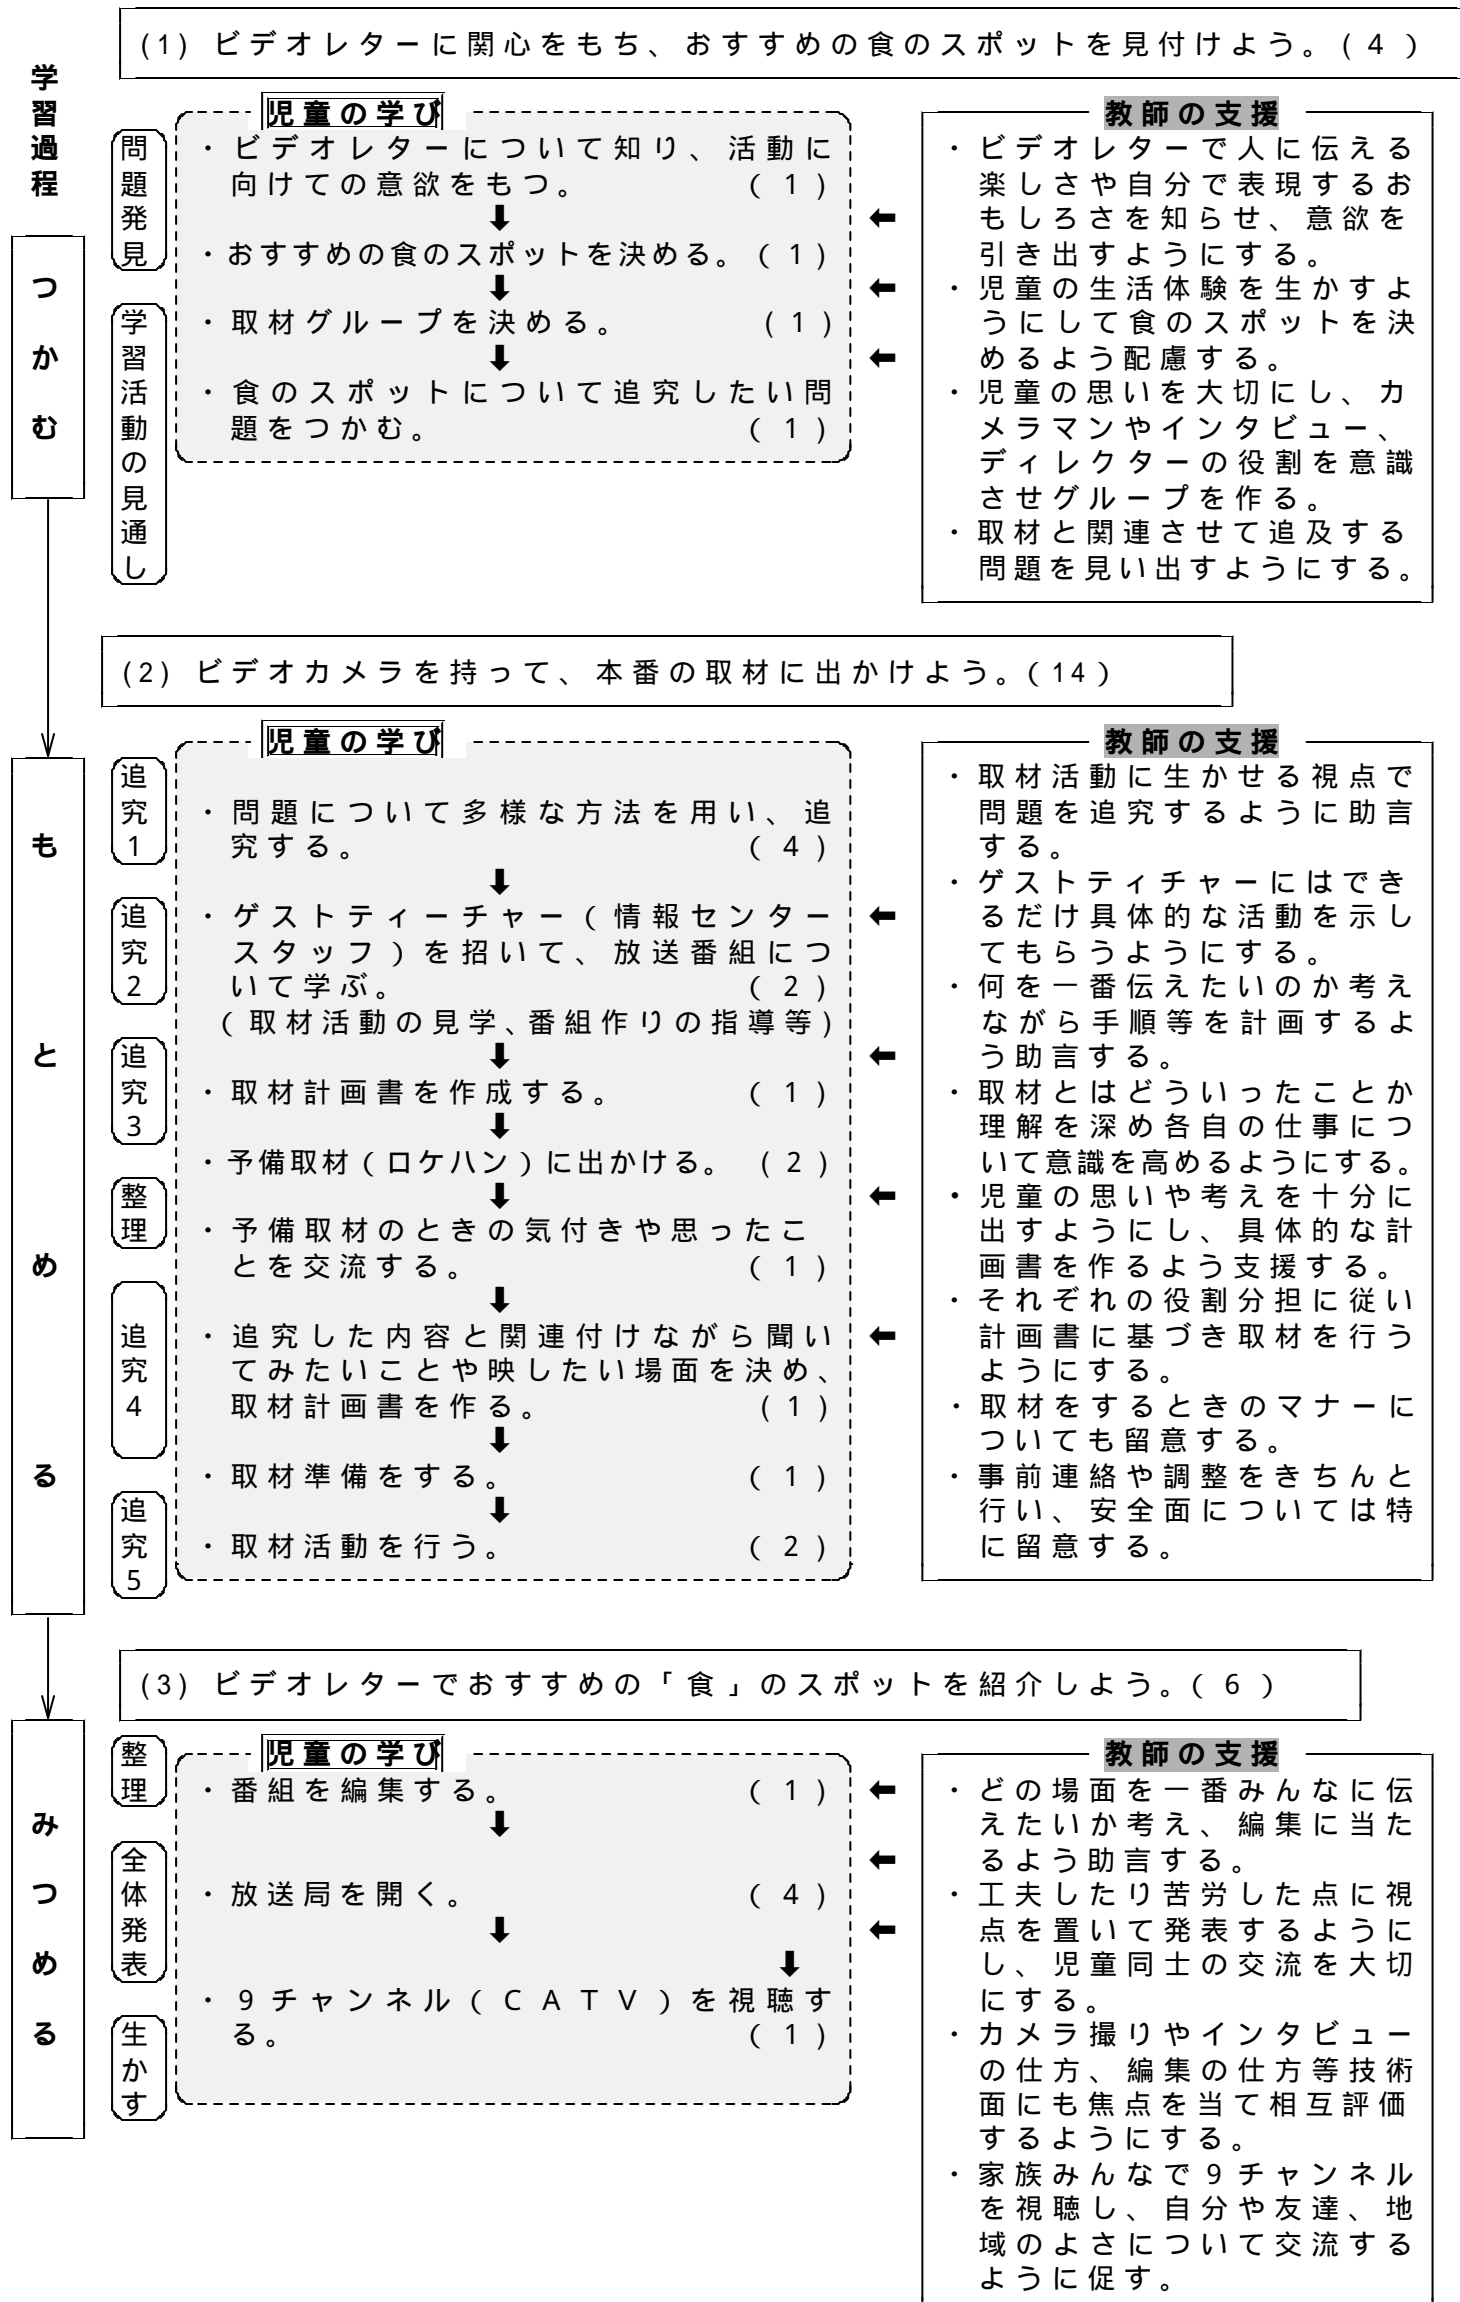 (1) ビデオレターに関心をもち、おすすめの食のスポットを見付けよう。(4)
学習過程
つかむ
問題発見
学習活動の見通し
児童の学び
・ビデオレターについて知り、活動に
向けての意欲をもつ。 (1)
⬇
・おすすめの食のスポットを決める。(1)
⬇
・取材グループを決める。 (1)
⬇
・食のスポットについて追究したい問
題をつかむ。 (1)
⬅
⬅
⬅
教師の支援
・ビデオレターで人に伝える
楽しさや自分で表現するお
もしろさを知らせ、意欲を
引き出すようにする。
・児童の生活体験を生かすよ
うにして食のスポットを決
めるよう配慮する。
・児童の思いを大切にし、カ
メラマンやインタビュー、
ディレクターの役割を意識
させグループを作る。
・取材と関連させて追及する
問題を見い出すようにする。
(2) ビデオカメラを持って、本番の取材に出かけよう。(14)
もとめる
追究1
追究2
追究3
整理
追究4
追究5
児童の学び
・問題について多様な方法を用い、追
究する。 (4)
⬇
・ゲストティーチャー(情報センター
スタッフ)を招いて、放送番組につ
いて学ぶ。 (2)
(取材活動の見学、番組作りの指導等)
⬇
・取材計画書を作成する。 (1)
⬇
・予備取材(ロケハン)に出かける。 (2)
⬇
・予備取材のときの気付きや思ったこ
とを交流する。 (1)
⬇
・追究した内容と関連付けながら聞い
てみたいことや映したい場面を決め、
取材計画書を作る。 (1)
⬇
・取材準備をする。 (1)
⬇
・取材活動を行う。 (2)
⬅
⬅
⬅
⬅
教師の支援
・取材活動に生かせる視点で
問題を追究するように助言
する。
・ゲストティチャーにはでき
るだけ具体的な活動を示し
てもらうようにする。
・何を一番伝えたいのか考え
ながら手順等を計画するよ
う助言する。
・取材とはどういったことか
理解を深め各自の仕事につ
いて意識を高めるようにする。
・児童の思いや考えを十分に
出すようにし、具体的な計
画書を作るよう支援する。
・それぞれの役割分担に従い
計画書に基づき取材を行う
ようにする。
・取材をするときのマナーに
ついても留意する。
・事前連絡や調整をきちんと
行い、安全面については特
に留意する。
(3) ビデオレターでおすすめの「食」のスポットを紹介しよう。(6)
みつめる
整理
全体発表
生かす
児童の学び
・番組を編集する。 (1)
⬇
・放送局を開く。 (4)
⬇
⬇
・9チャンネル(CATV)を視聴す
る。 (1)
⬅
⬅
⬅
教師の支援
・どの場面を一番みんなに伝
えたいか考え、編集に当た
るよう助言する。
・工夫したり苦労した点に視
点を置いて発表するように
し、児童同士の交流を大切
にする。
・カメラ撮りやインタビュー
の仕方、編集の仕方等技術
面にも焦点を当て相互評価
するようにする。
・家族みんなで9チャンネル
を視聴し、自分や友達、地
域のよさについて交流する
ように促す。